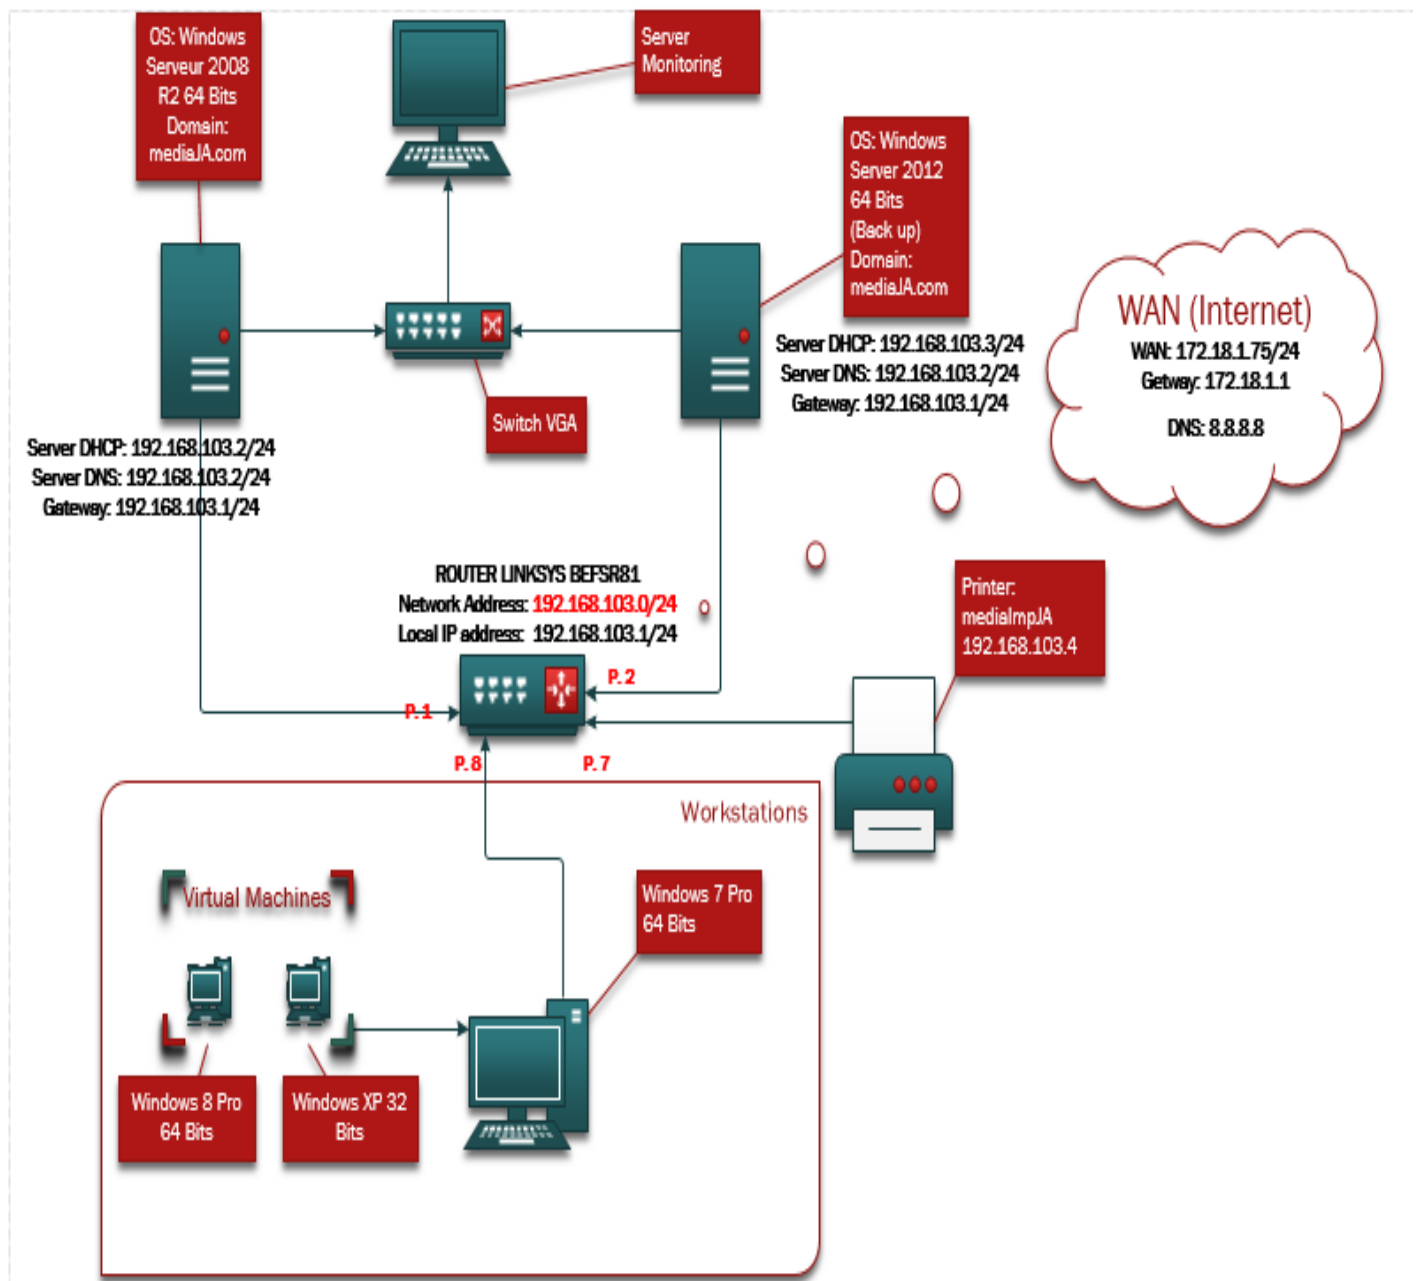 OS: Windows
Serveur 2008
R2 64 Bits
Domain:
mediaJA.com
Server
Monitoring
OS: Windows
Server 2012
64 Bits
(Back up)
Domain:
mediaJA.com
WAN (Internet)
WAN: 172.18.1.75/24
Getway: 172.18.1.1
DNS: 8.8.8.8
Server DHCP: 192.168.103.3/24
Server DNS: 192.168.103.2/24
Gateway: 192.168.103.1/24
Switch VGA
Server DHCP: 192.168.103.2/24
Server DNS: 192.168.103.2/24
Gateway: 192.168.103.1/24
ROUTER LINKSYS BEFSR81
Network Address: 192.168.103.0/24
Local IP address: 192.168.103.1/24
Printer:
mediaImpJA
192.168.103.4
P. 2
P. 1
P. 8
P. 7
Workstations
Virtual Machines
Windows 7 Pro
64 Bits
Windows 8 Pro
64 Bits
Windows XP 32
Bits